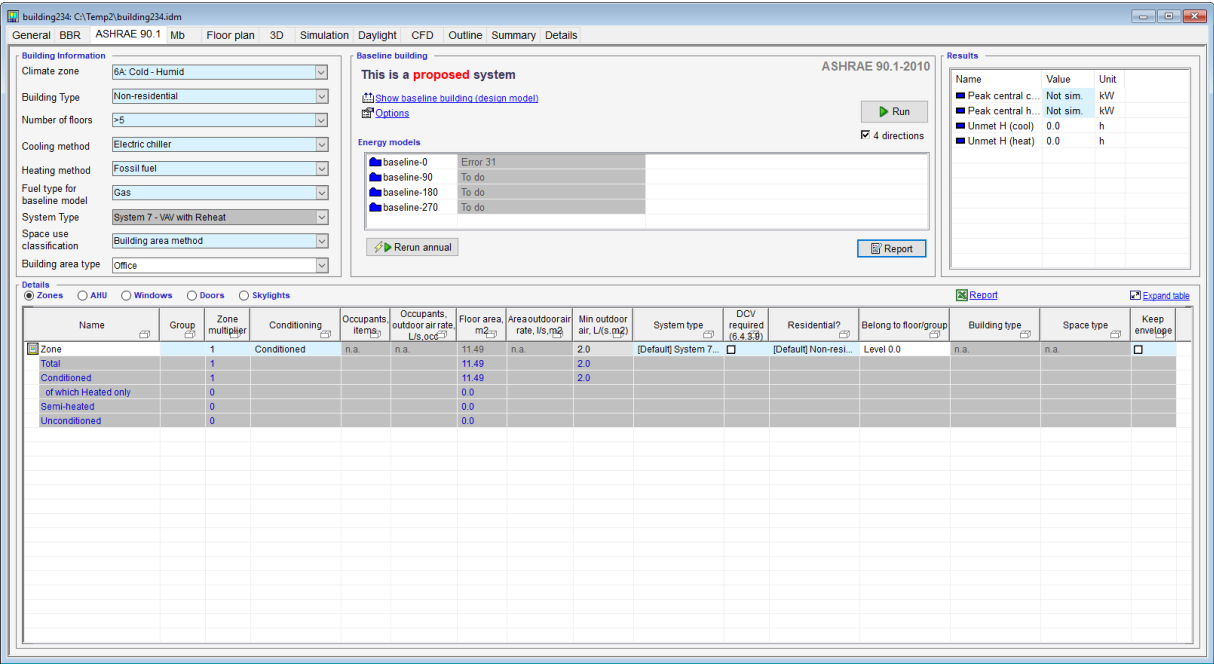 building234: C:\Temp2\building234.idm
General BBR ASHRAE 90.1 Mb Floor plan 3D Simulation Daylight CFD Outline Summary Details
Building Information
Climate zone 6A: Cold - Humid
Building Type Non-residential
Number of floors >5
Cooling method Electric chiller
Heating method Fossil fuel
Fuel type for
baseline model Gas
System Type System 7 - VAV with Reheat
Space use
classification Building area method
Building area type Office
Baseline building
This is a proposed system
ASHRAE 90.1-2010
Show baseline building (design model)
Options
Run
4 directions
Energy models
baseline-0 Error 31
baseline-90 To do
baseline-180 To do
baseline-270 To do
Rerun annual
Report
Results
Name Value Unit
Peak central c... Not sim. kW
Peak central h... Not sim. kW
Unmet H (cool) 0.0 h
Unmet H (heat) 0.0 h
Details
Zones AHU Windows Doors Skylights
Report
Expand table
Name
Group
Zone
multiplier
Conditioning
Occupants,
items
Occupants,
outdoor air rate,
L/s,occ
Floor area,
m2
Area outdoor air
rate, l/s,m2
Min outdoor
air, L/(s.m2)
System type
DCV
required
(6.4.3.9)
Residential?
Belong to floor/group
Building type
Space type
Keep
envelope
Zone 1 Conditioned n.a. n.a. 11.49 n.a. 2.0 [Default] System 7... [Default] Non-resi... Level 0.0 n.a. n.a.
Total 1 11.49 2.0
Conditioned 1 11.49 2.0
of which Heated only 0 0.0
Semi-heated 0 0.0
Unconditioned 0 0.0